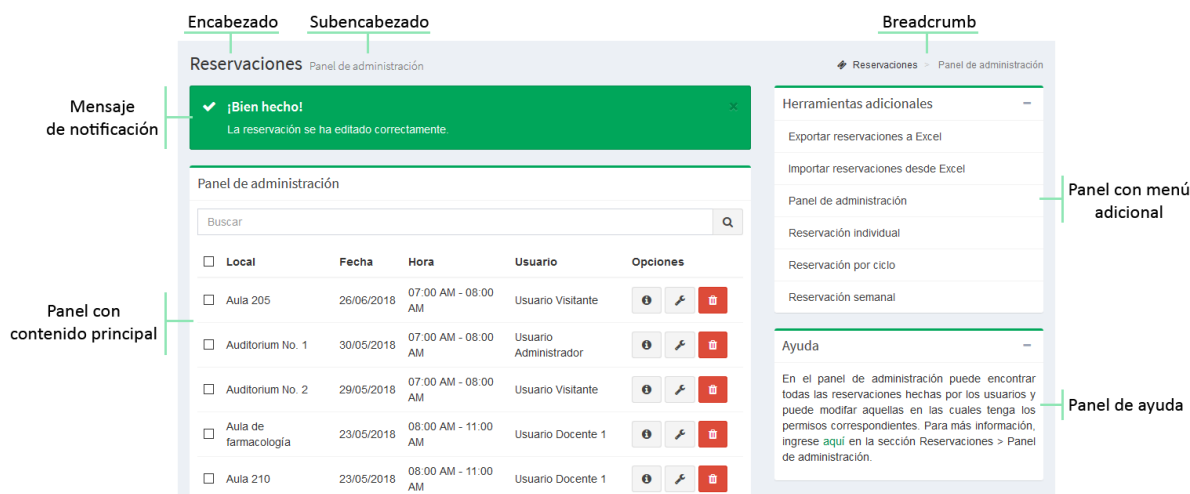 Encabezado
Subencabezado
Breadcrumb
Reservaciones Panel de administración
Reservaciones > Panel de administración
Mensaje
de notificación
¡Bien hecho! ×
La reservación se ha editado correctamente.
Panel de administración
Buscar
Local Fecha Hora Usuario Opciones
Aula 205 26/06/2018 07:00 AM - 08:00
AM
Usuario Visitante
Auditorium No. 1 30/05/2018 07:00 AM - 08:00
AM
Usuario
Administrador
Auditorium No. 2 29/05/2018 07:00 AM - 08:00
AM
Usuario Visitante
Aula de
farmacología
23/05/2018 08:00 AM - 11:00
AM
Usuario Docente 1
Aula 210 23/05/2018 08:00 AM - 11:00
AM
Usuario Docente 1
Panel con
contenido principal
Herramientas adicionales
Exportar reservaciones a Excel
Importar reservaciones desde Excel
Panel de administración
Reservación individual
Reservación por ciclo
Reservación semanal
Panel con menú
adicional
Ayuda
En el panel de administración puede encontrar
todas las reservaciones hechas por los usuarios y
puede modifar aquellas en las cuales tenga los
permisos correspondientes. Para más información,
ingrese aquí en la sección Reservaciones > Panel
de administración.
Panel de ayuda